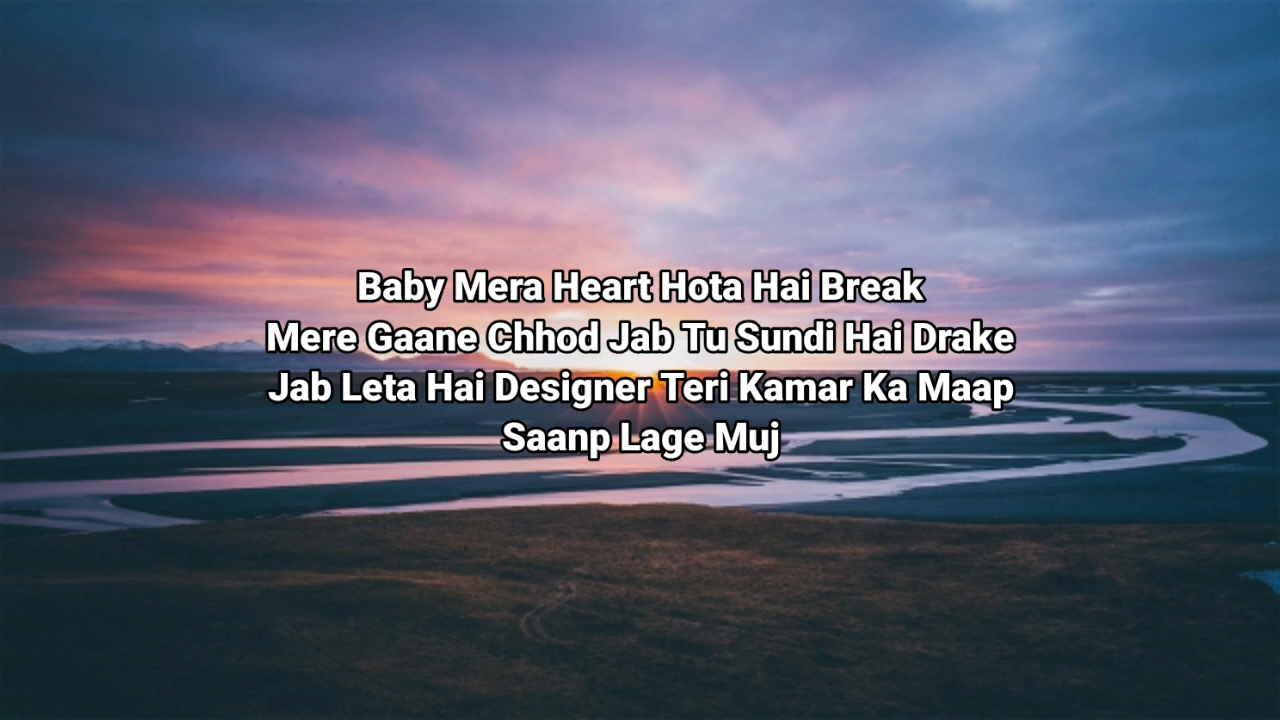 Baby Mera Heart Hota Hai Break
Mere Gaane Chhod Jab Tu Sundi Hai Drake
Jab Leta Hai Designer Teri Kamar Ka Maap
Saanp Lage Muj